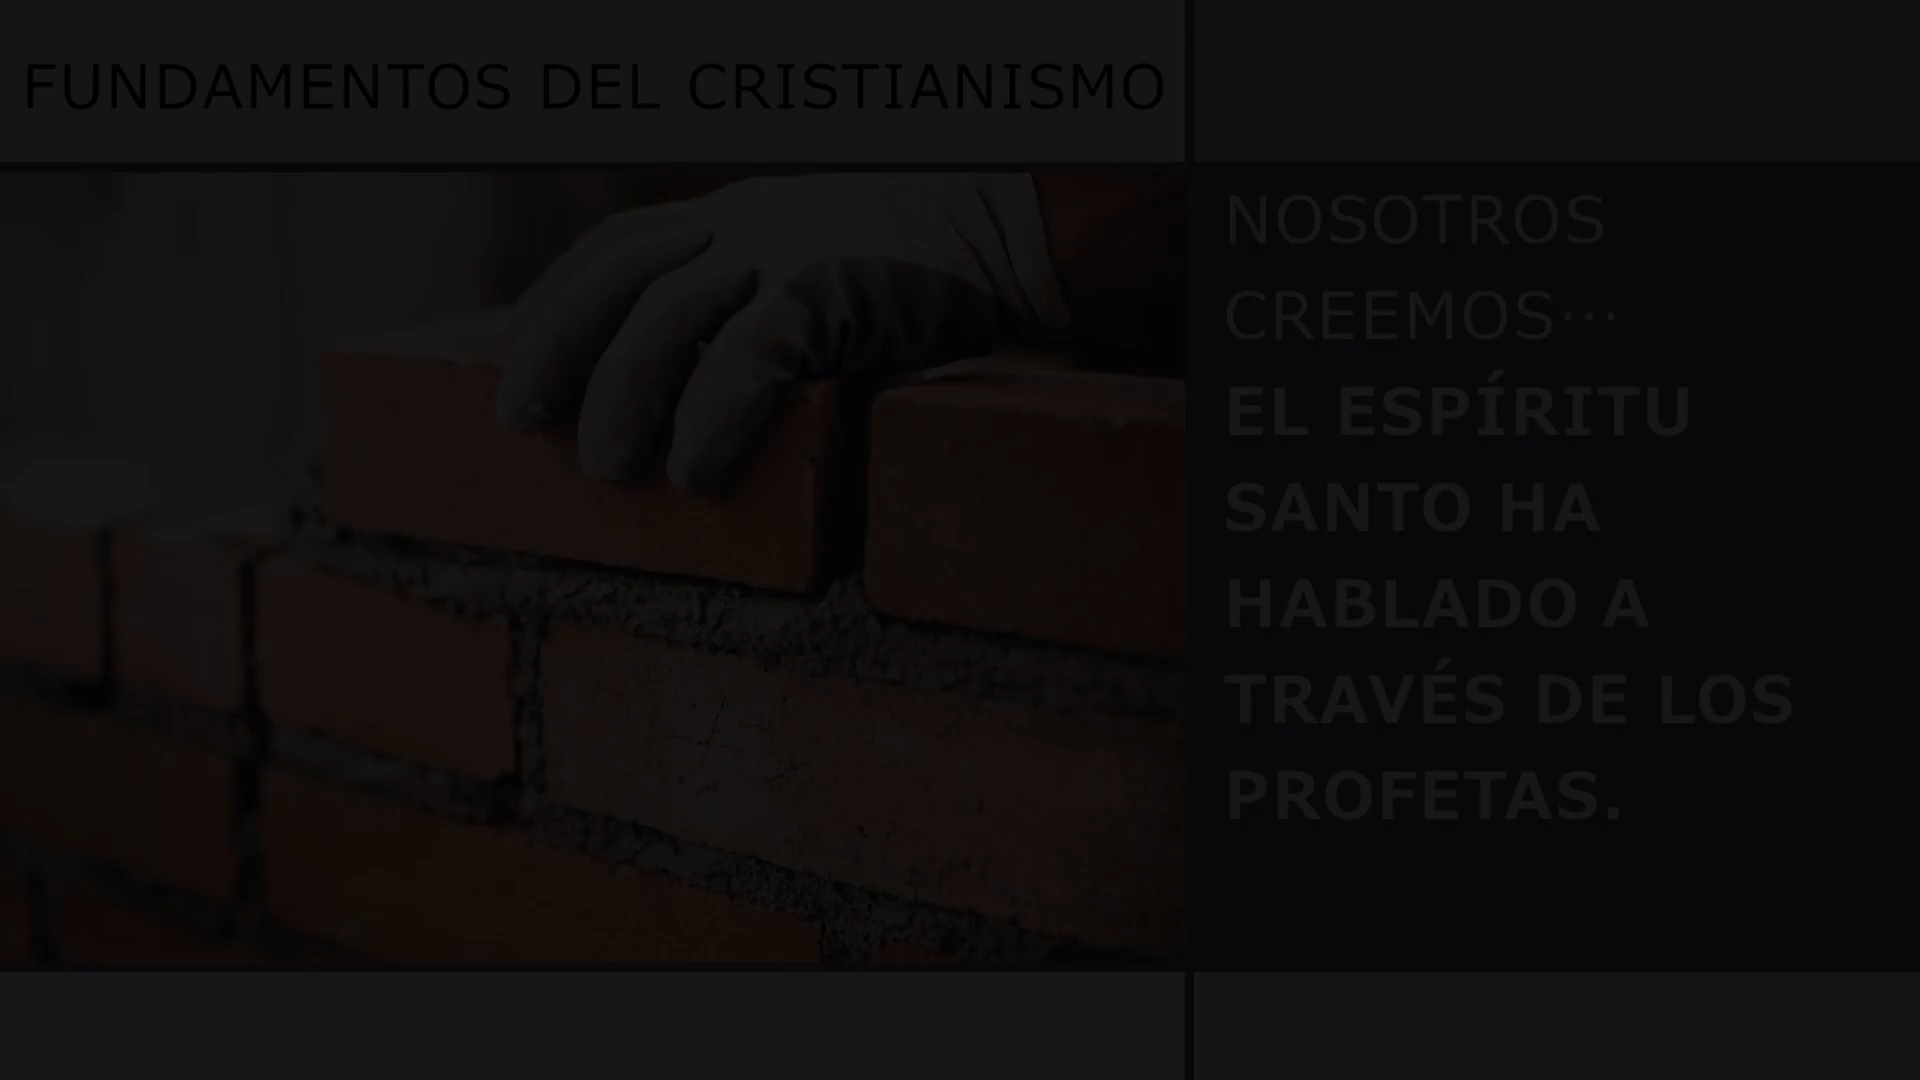 FUNDAMENTOS DEL CRISTIANISMO
NOSOTROS
CREEMOS···
EL ESPÍRITU
SANTO HA
HABLADO A
TRAVÉS DE LOS
PROFETAS.